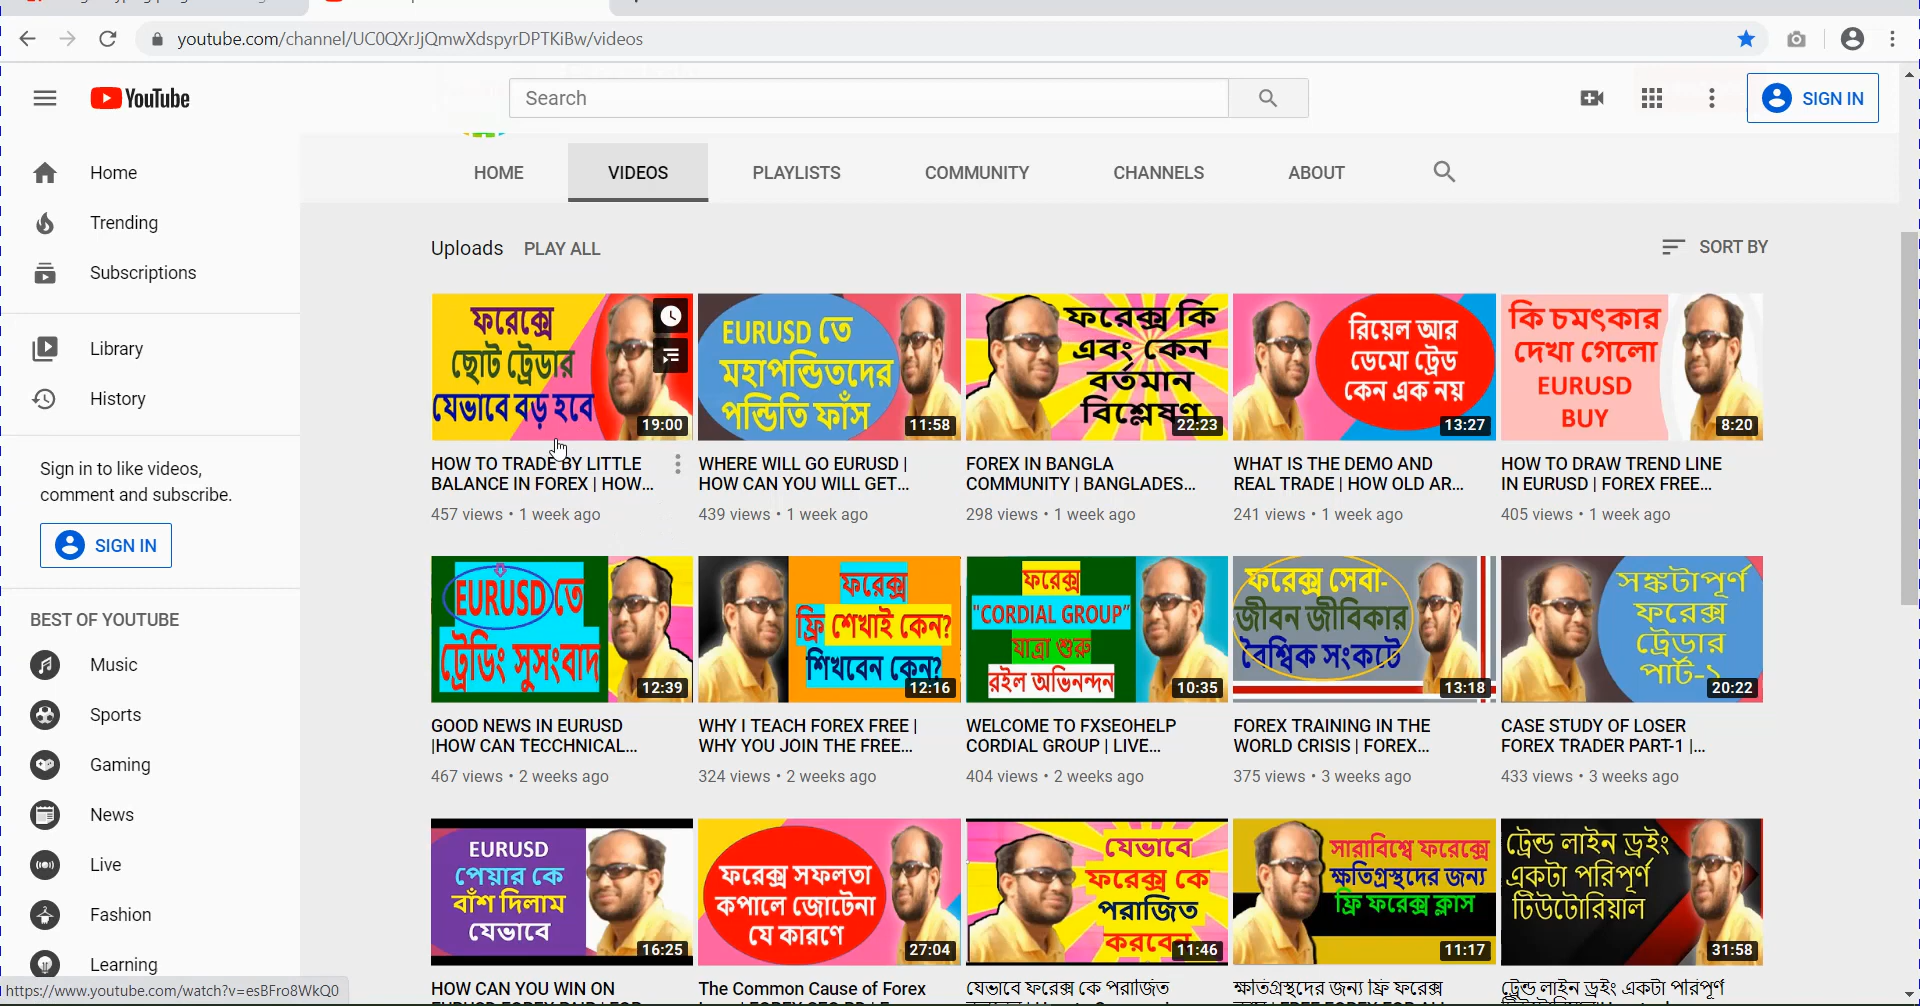 youtube.com/channel/UC0QXrJjQmwXdspyrDPTKiBw/videos
YouTube
Search
SIGN IN
Home
Trending
Subscriptions
Library
History
Sign in to like videos,
comment and subscribe.
SIGN IN
BEST OF YOUTUBE
Music
Sports
Gaming
News
Live
Fashion
Learning
https://www.youtube.com/watch?v=esBFro8WkQ0
HOME
VIDEOS
PLAYLISTS
COMMUNITY
CHANNELS
ABOUT
Uploads
PLAY ALL
SORT BY
ফরেক্সে
ছোট ট্রেডার
যেভাবে বড় হবে
19:00
HOW TO TRADE BY LITTLE
BALANCE IN FOREX | HOW...
457 views • 1 week ago
EURUSD তে
মহাপন্ডিতদের
পন্ডিতি ফাঁস
11:58
WHERE WILL GO EURUSD |
HOW CAN YOU WILL GET...
439 views • 1 week ago
ফরেক্স কি
এবং কেন
বর্তমান
বিশ্লেষণ
22:23
FOREX IN BANGLA
COMMUNITY | BANGLADES...
298 views • 1 week ago
রিয়েল আর
ডেমো ট্রেড
কেন এক নয়
13:27
WHAT IS THE DEMO AND
REAL TRADE | HOW OLD AR...
241 views • 1 week ago
কি চমৎকার
দেখা গেলো
EURUSD
BUY
8:20
HOW TO DRAW TREND LINE
IN EURUSD | FOREX FREE...
405 views • 1 week ago
EURUSD তে
ট্রেডিং সুসংবাদ
12:39
GOOD NEWS IN EURUSD
|HOW CAN TECCHNICAL...
467 views • 2 weeks ago
ফরেক্স
ফ্রি শেখাই কেন?
শিখবেন কেন?
12:16
WHY I TEACH FOREX FREE |
WHY YOU JOIN THE FREE...
324 views • 2 weeks ago
ফরেক্স
"CORDIAL GROUP"
যাত্রা শুরু
রইল অভিনন্দন
10:35
WELCOME TO FXSEOHELP
CORDIAL GROUP | LIVE...
404 views • 2 weeks ago
ফরেক্স সেবা-
জীবন জীবিকার
বৈশ্বিক সংকটে
13:18
FOREX TRAINING IN THE
WORLD CRISIS | FOREX...
375 views • 3 weeks ago
সঙ্কটাপূর্ণ
ফরেক্স
ট্রেডার
পার্ট-১
20:22
CASE STUDY OF LOSER
FOREX TRADER PART-1 |...
433 views • 3 weeks ago
EURUSD
পেয়ার কে
বাঁশ দিলাম
যেভাবে
16:25
HOW CAN YOU WIN ON
ফরেক্স সফলতা
কপালে জোটেনা
যে কারণে
27:04
The Common Cause of Forex
যেভাবে
ফরেক্স কে
পরাজিত
করবেন
11:46
যেভাবে ফরেক্স কে পরাজিত
সারাবিশ্বে ফরেক্সে
ক্ষতিগ্রস্থদের জন্য
ফ্রি ফরেক্স ক্লাস
11:17
ক্ষতিগ্রস্থদের জন্য ফ্রি ফরেক্স
ট্রেন্ড লাইন ড্রইং
একটা পরিপূর্ণ
টিউটোরিয়াল
31:58
ট্রেন্ড লাইন ড্রইং একটা পরিপূর্ণ